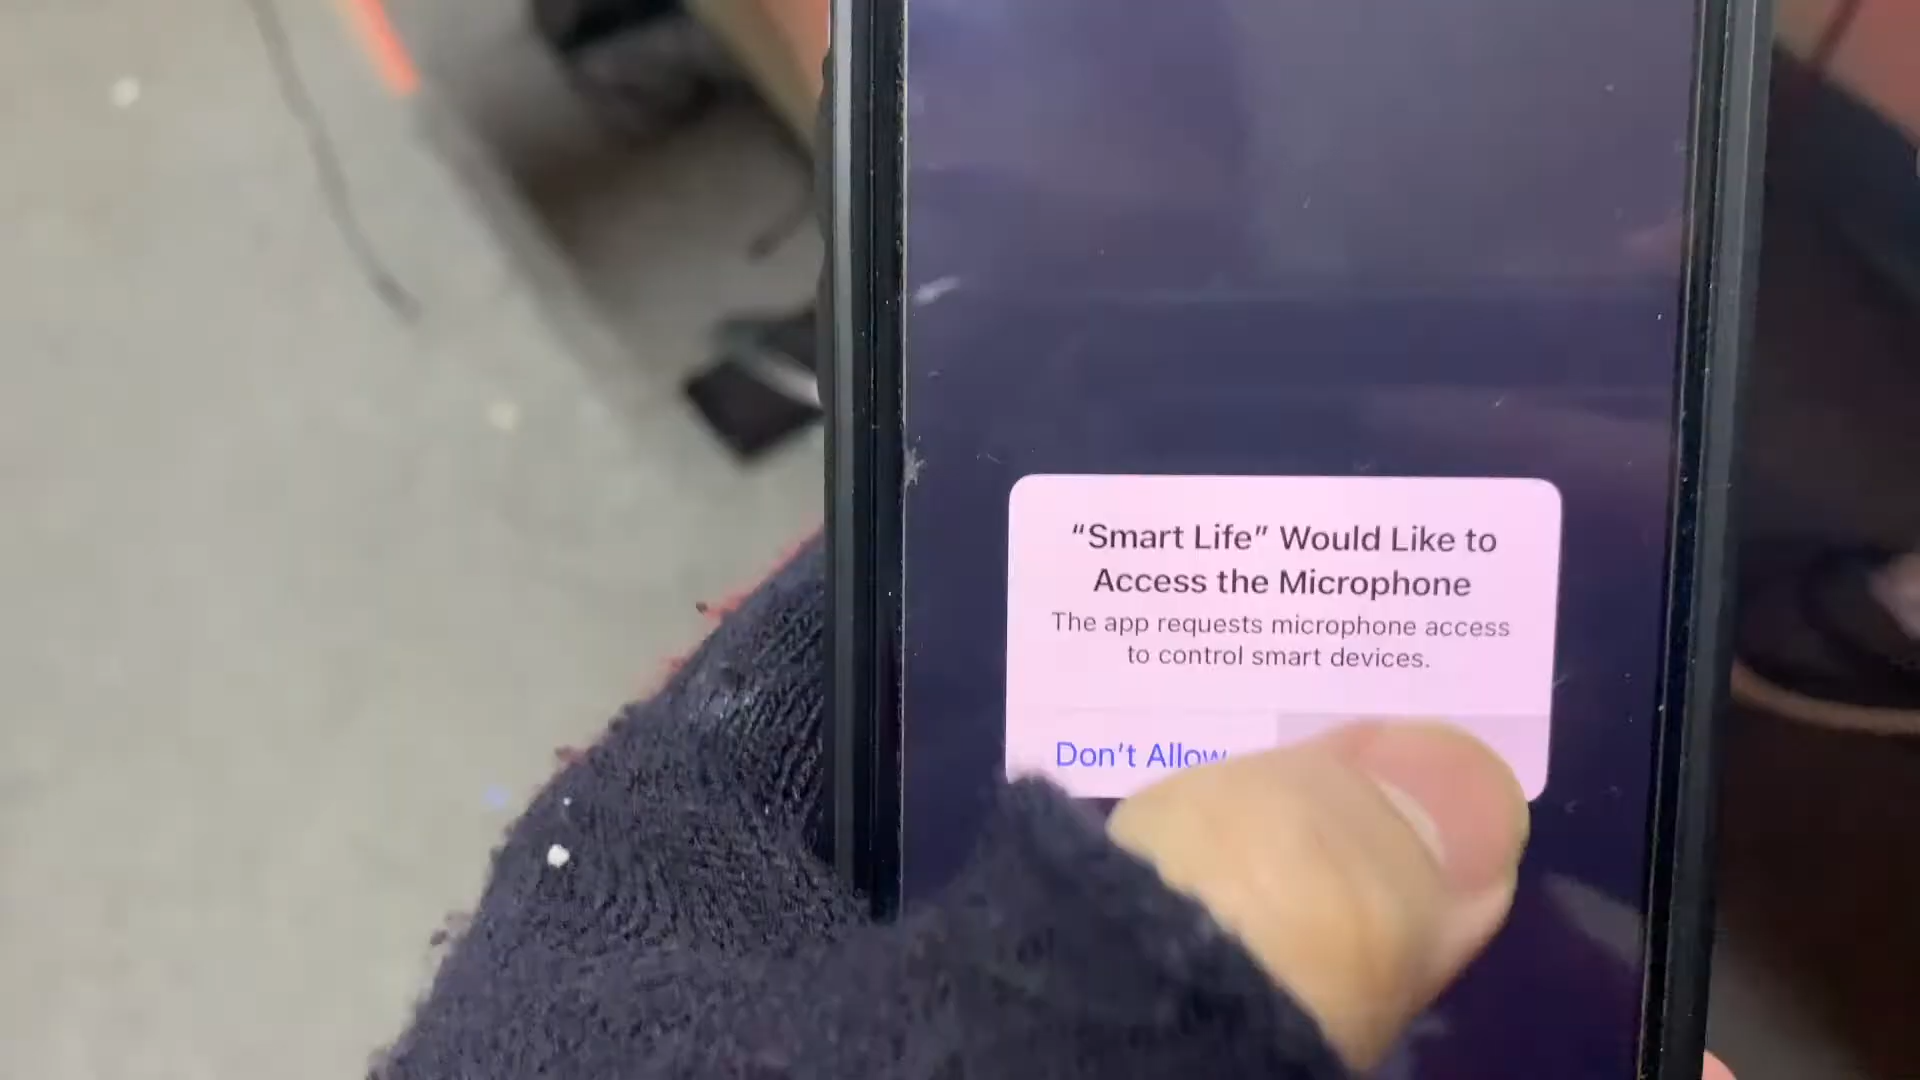 “Smart Life” Would Like to
Access the Microphone
The app requests microphone access
to control smart devices.
Don’t Allow